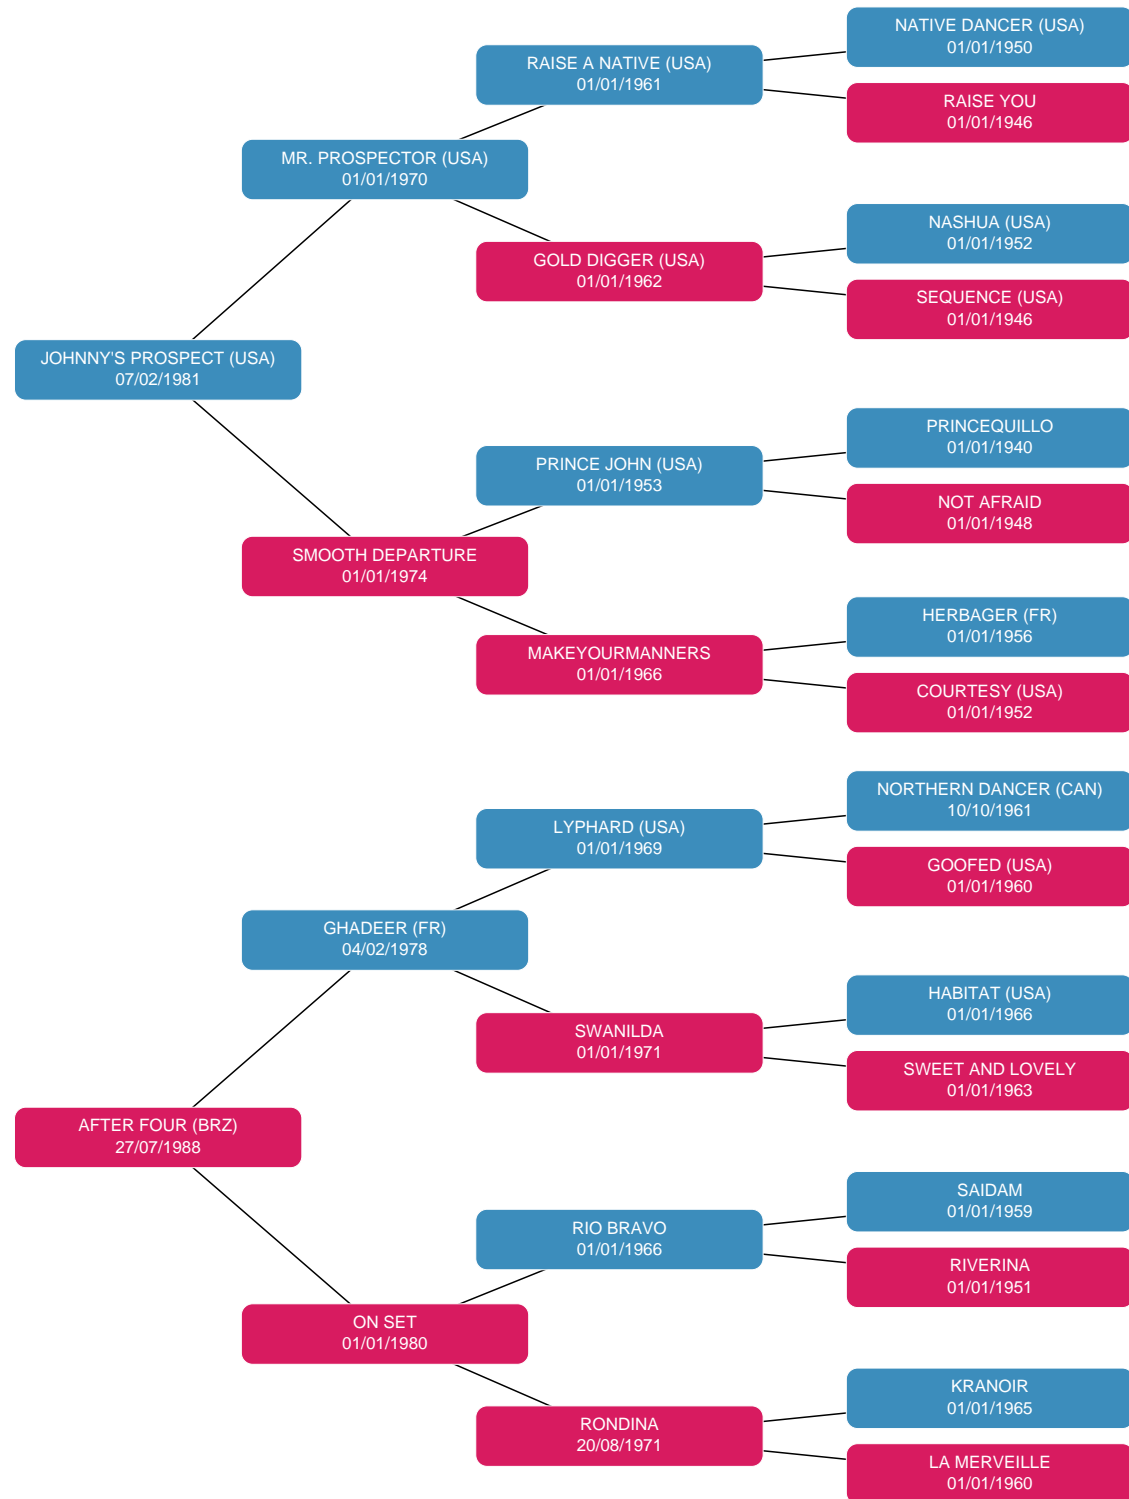 NATIVE DANCER (USA)
01/01/1950
RAISE A NATIVE (USA)
01/01/1961
RAISE YOU
01/01/1946
MR. PROSPECTOR (USA)
01/01/1970
NASHUA (USA)
01/01/1952
GOLD DIGGER (USA)
01/01/1962
SEQUENCE (USA)
01/01/1946
JOHNNY'S PROSPECT (USA)
07/02/1981
PRINCEQUILLO
01/01/1940
PRINCE JOHN (USA)
01/01/1953
NOT AFRAID
01/01/1948
SMOOTH DEPARTURE
01/01/1974
HERBAGER (FR)
01/01/1956
MAKEYOURMANNERS
01/01/1966
COURTESY (USA)
01/01/1952
NORTHERN DANCER (CAN)
10/10/1961
LYPHARD (USA)
01/01/1969
GOOFED (USA)
01/01/1960
GHADEER (FR)
04/02/1978
HABITAT (USA)
01/01/1966
SWANILDA
01/01/1971
SWEET AND LOVELY
01/01/1963
AFTER FOUR (BRZ)
27/07/1988
SAIDAM
01/01/1959
RIO BRAVO
01/01/1966
RIVERINA
01/01/1951
ON SET
01/01/1980
KRANOIR
01/01/1965
RONDINA
20/08/1971
LA MERVEILLE
01/01/1960